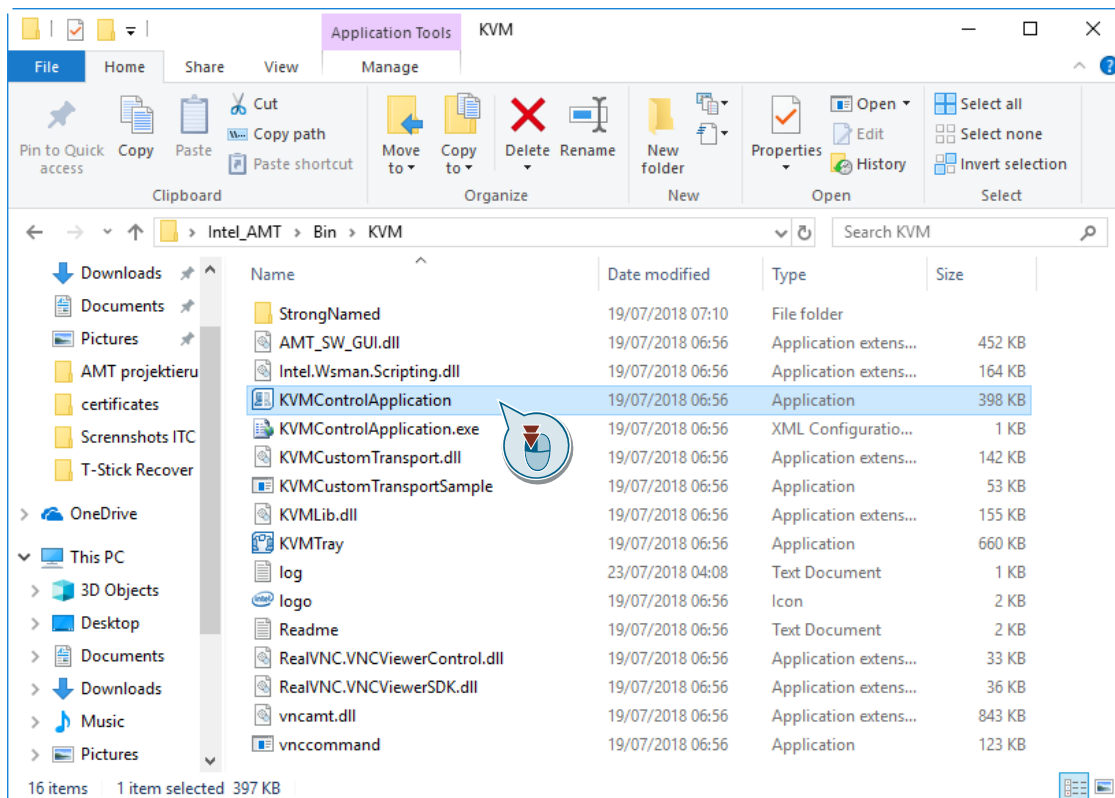 Application Tools KVM
File Home Share View Manage
Pin to Quick access
Copy
Paste
Cut
Copy path
Paste shortcut
Clipboard
Move to
Copy to
Delete
Rename
Organize
New folder
New
Properties
Open
Edit
History
Open
Select all
Select none
Invert selection
Select
Intel_AMT > Bin > KVM
Search KVM
Downloads
Documents
Pictures
AMT projektieru
certificates
Scrennshots ITC
T-Stick Recover
OneDrive
This PC
3D Objects
Desktop
Documents
Downloads
Music
Pictures
Name Date modified Type Size
StrongNamed 19/07/2018 07:10 File folder
AMT_SW_GUI.dll 19/07/2018 06:56 Application extens... 452 KB
Intel.Wsman.Scripting.dll 19/07/2018 06:56 Application extens... 164 KB
KVMControlApplication 19/07/2018 06:56 Application 398 KB
KVMControlApplication.exe 19/07/2018 06:56 XML Configuratio... 1 KB
KVMCustomTransport.dll 19/07/2018 06:56 Application extens... 142 KB
KVMCustomTransportSample 19/07/2018 06:56 Application 53 KB
KVMLib.dll 19/07/2018 06:56 Application extens... 155 KB
KVMTray 19/07/2018 06:56 Application 660 KB
log 23/07/2018 04:08 Text Document 1 KB
logo 19/07/2018 06:56 Icon 2 KB
Readme 19/07/2018 06:56 Text Document 2 KB
RealVNC.VNCViewerControl.dll 19/07/2018 06:56 Application extens... 33 KB
RealVNC.VNCViewerSDK.dll 19/07/2018 06:56 Application extens... 36 KB
vncamt.dll 19/07/2018 06:56 Application extens... 843 KB
vnccommand 19/07/2018 06:56 Application 123 KB
16 items 1 item selected 397 KB